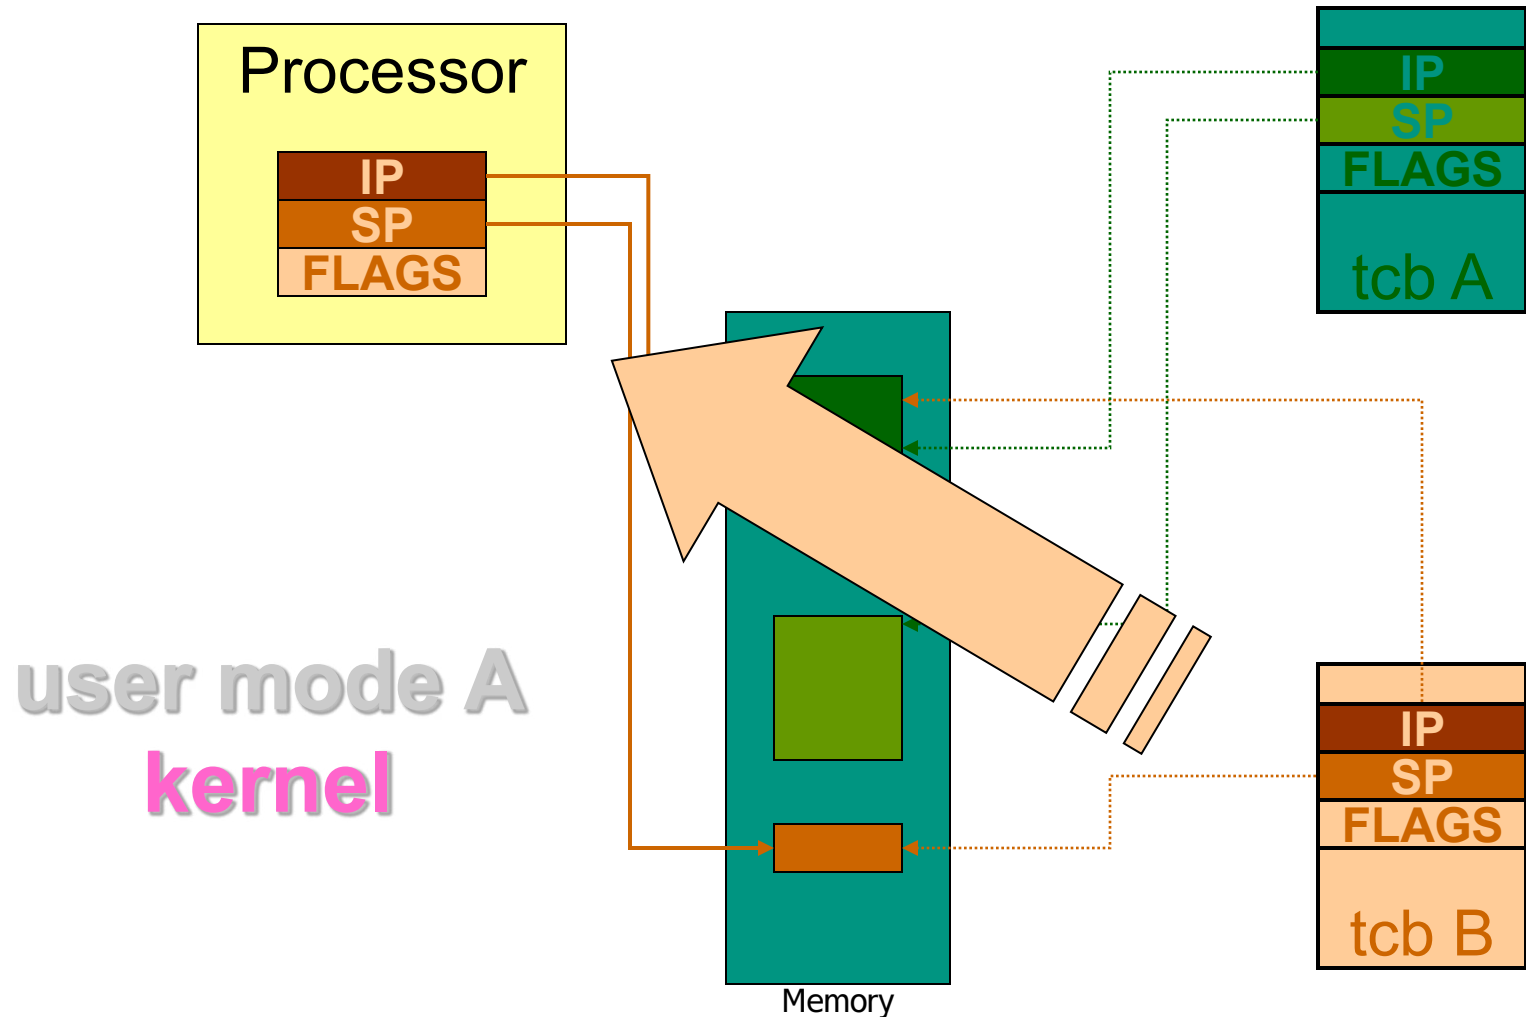 Processor
IP
SP
FLAGS
IP
SP
FLAGS
tcb A
user mode A
kernel
IP
SP
FLAGS
tcb B
Memory